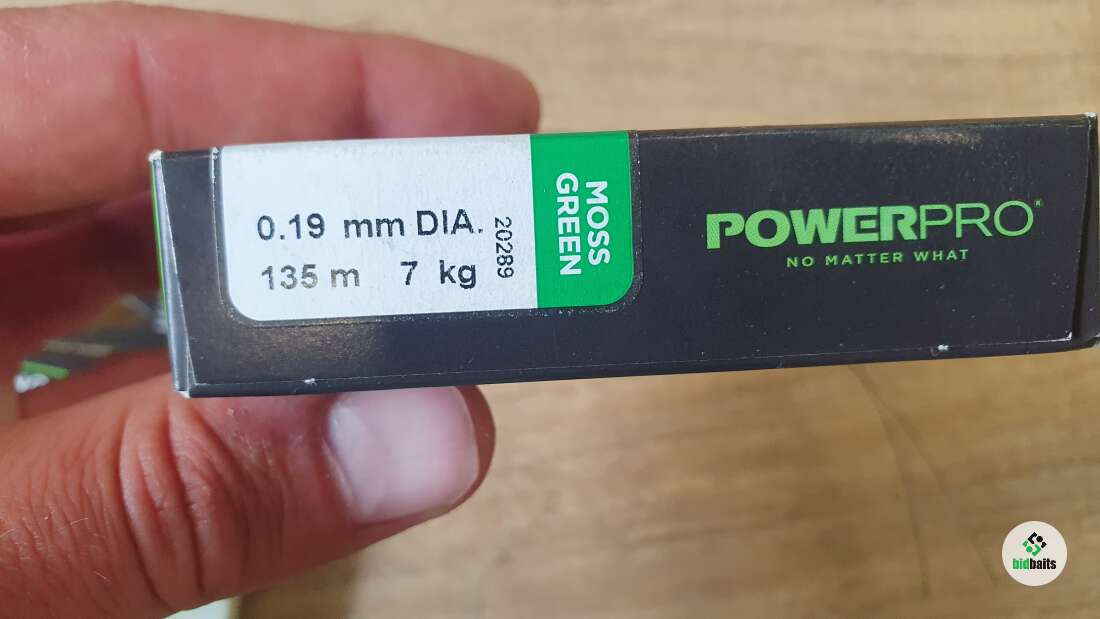 0.19 mm DIA.
135 m 7 kg
20289
MOSS
GREEN
POWERPRO®
NO MATTER WHAT
bidbaits